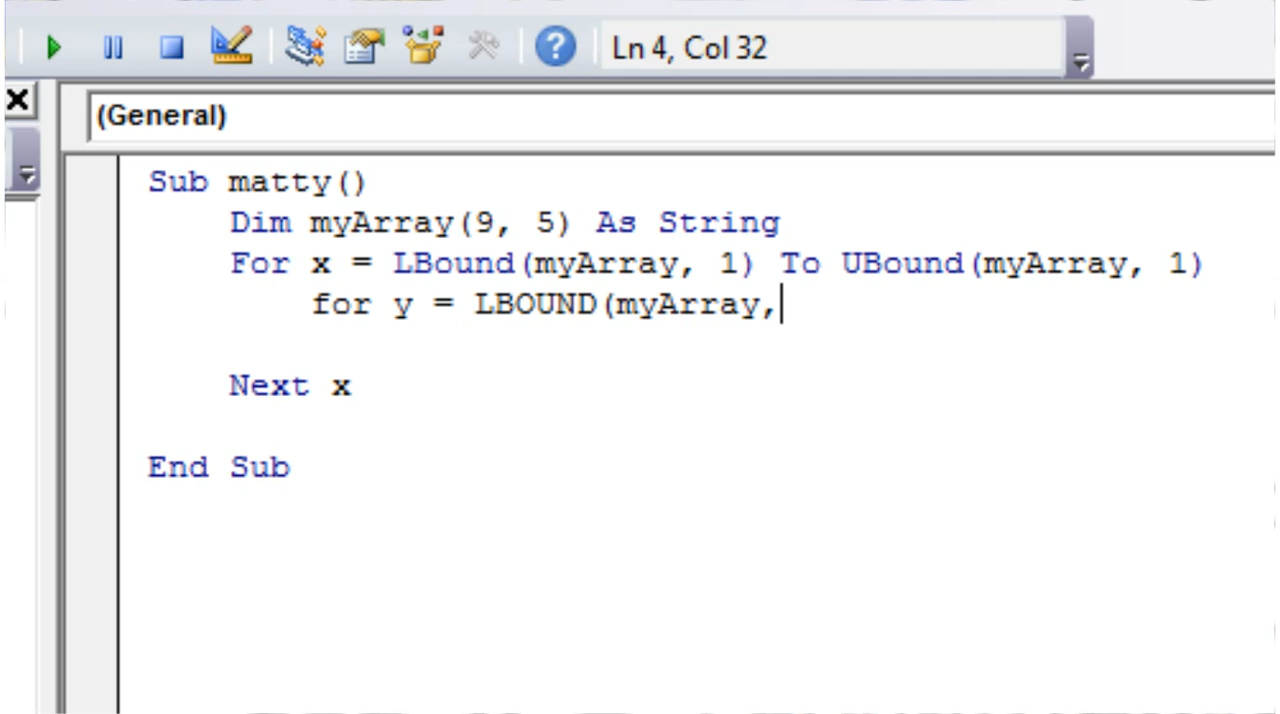 Ln 4, Col 32
(General)
Sub matty()
Dim myArray(9, 5) As String
For x = LBound(myArray, 1) To UBound(myArray, 1)
for y = LBOUND(myArray,
Next x
End Sub